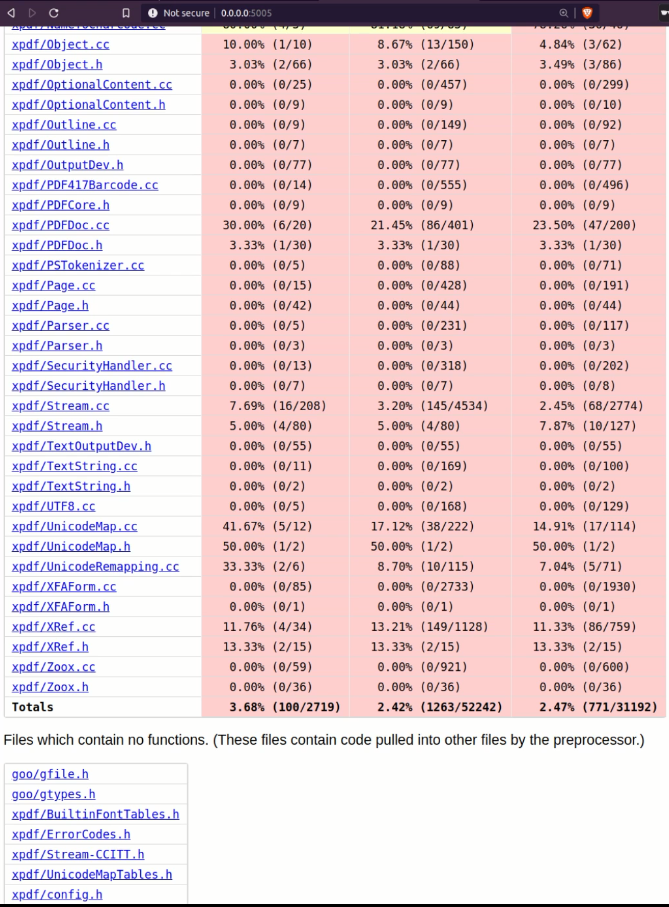 Not secure 0.0.0.0:5005
xpdf/Object.cc 10.00% (1/10) 8.67% (13/150) 4.84% (3/62)
xpdf/Object.h 3.03% (2/66) 3.03% (2/66) 3.49% (3/86)
xpdf/OptionalContent.cc 0.00% (0/25) 0.00% (0/457) 0.00% (0/299)
xpdf/OptionalContent.h 0.00% (0/9) 0.00% (0/9) 0.00% (0/10)
xpdf/Outline.cc 0.00% (0/9) 0.00% (0/149) 0.00% (0/92)
xpdf/Outline.h 0.00% (0/7) 0.00% (0/7) 0.00% (0/7)
xpdf/OutputDev.h 0.00% (0/77) 0.00% (0/77) 0.00% (0/77)
xpdf/PDF417Barcode.cc 0.00% (0/14) 0.00% (0/555) 0.00% (0/496)
xpdf/PDFCore.h 0.00% (0/9) 0.00% (0/9) 0.00% (0/9)
xpdf/PDFDoc.cc 30.00% (6/20) 21.45% (86/401) 23.50% (47/200)
xpdf/PDFDoc.h 3.33% (1/30) 3.33% (1/30) 3.33% (1/30)
xpdf/PSTokenizer.cc 0.00% (0/5) 0.00% (0/88) 0.00% (0/71)
xpdf/Page.cc 0.00% (0/15) 0.00% (0/428) 0.00% (0/191)
xpdf/Page.h 0.00% (0/42) 0.00% (0/44) 0.00% (0/44)
xpdf/Parser.cc 0.00% (0/5) 0.00% (0/231) 0.00% (0/117)
xpdf/Parser.h 0.00% (0/3) 0.00% (0/3) 0.00% (0/3)
xpdf/SecurityHandler.cc 0.00% (0/13) 0.00% (0/318) 0.00% (0/202)
xpdf/SecurityHandler.h 0.00% (0/7) 0.00% (0/7) 0.00% (0/8)
xpdf/Stream.cc 7.69% (16/208) 3.20% (145/4534) 2.45% (68/2774)
xpdf/Stream.h 5.00% (4/80) 5.00% (4/80) 7.87% (10/127)
xpdf/TextOutputDev.h 0.00% (0/55) 0.00% (0/55) 0.00% (0/55)
xpdf/TextString.cc 0.00% (0/11) 0.00% (0/169) 0.00% (0/100)
xpdf/TextString.h 0.00% (0/2) 0.00% (0/2) 0.00% (0/2)
xpdf/UTF8.cc 0.00% (0/5) 0.00% (0/168) 0.00% (0/129)
xpdf/UnicodeMap.cc 41.67% (5/12) 17.12% (38/222) 14.91% (17/114)
xpdf/UnicodeMap.h 50.00% (1/2) 50.00% (1/2) 50.00% (1/2)
xpdf/UnicodeRemapping.cc 33.33% (2/6) 8.70% (10/115) 7.04% (5/71)
xpdf/XFAForm.cc 0.00% (0/85) 0.00% (0/2733) 0.00% (0/1930)
xpdf/XFAForm.h 0.00% (0/1) 0.00% (0/1) 0.00% (0/1)
xpdf/XRef.cc 11.76% (4/34) 13.21% (149/1128) 11.33% (86/759)
xpdf/XRef.h 13.33% (2/15) 13.33% (2/15) 13.33% (2/15)
xpdf/Zoox.cc 0.00% (0/59) 0.00% (0/921) 0.00% (0/600)
xpdf/Zoox.h 0.00% (0/36) 0.00% (0/36) 0.00% (0/36)
Totals 3.68% (100/2719) 2.42% (1263/52242) 2.47% (771/31192)
Files which contain no functions. (These files contain code pulled into other files by the preprocessor.)
goo/gfile.h
goo/gtypes.h
xpdf/BuiltinFontTables.h
xpdf/ErrorCodes.h
xpdf/Stream-CCITT.h
xpdf/UnicodeMapTables.h
xpdf/config.h